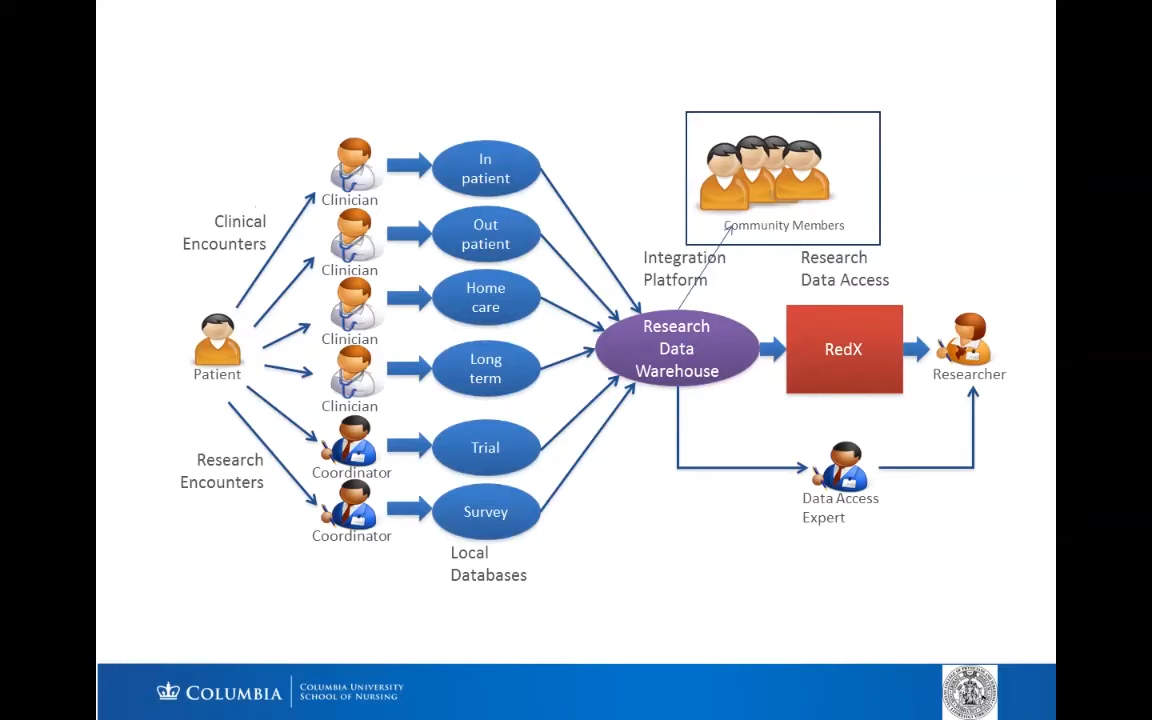 In
patient
Clinician
Clinical
Encounters
Out
patient
Community Members
Clinician
Integration
Platform
Research
Data Access
Home
care
Clinician
Research
Data
Warehouse
RedX
Patient
Long
term
Researcher
Clinician
Trial
Research
Encounters
Coordinator
Data Access
Expert
Survey
Coordinator
Local
Databases
COLUMBIA
COLUMBIA UNIVERSITY
SCHOOL OF NURSING